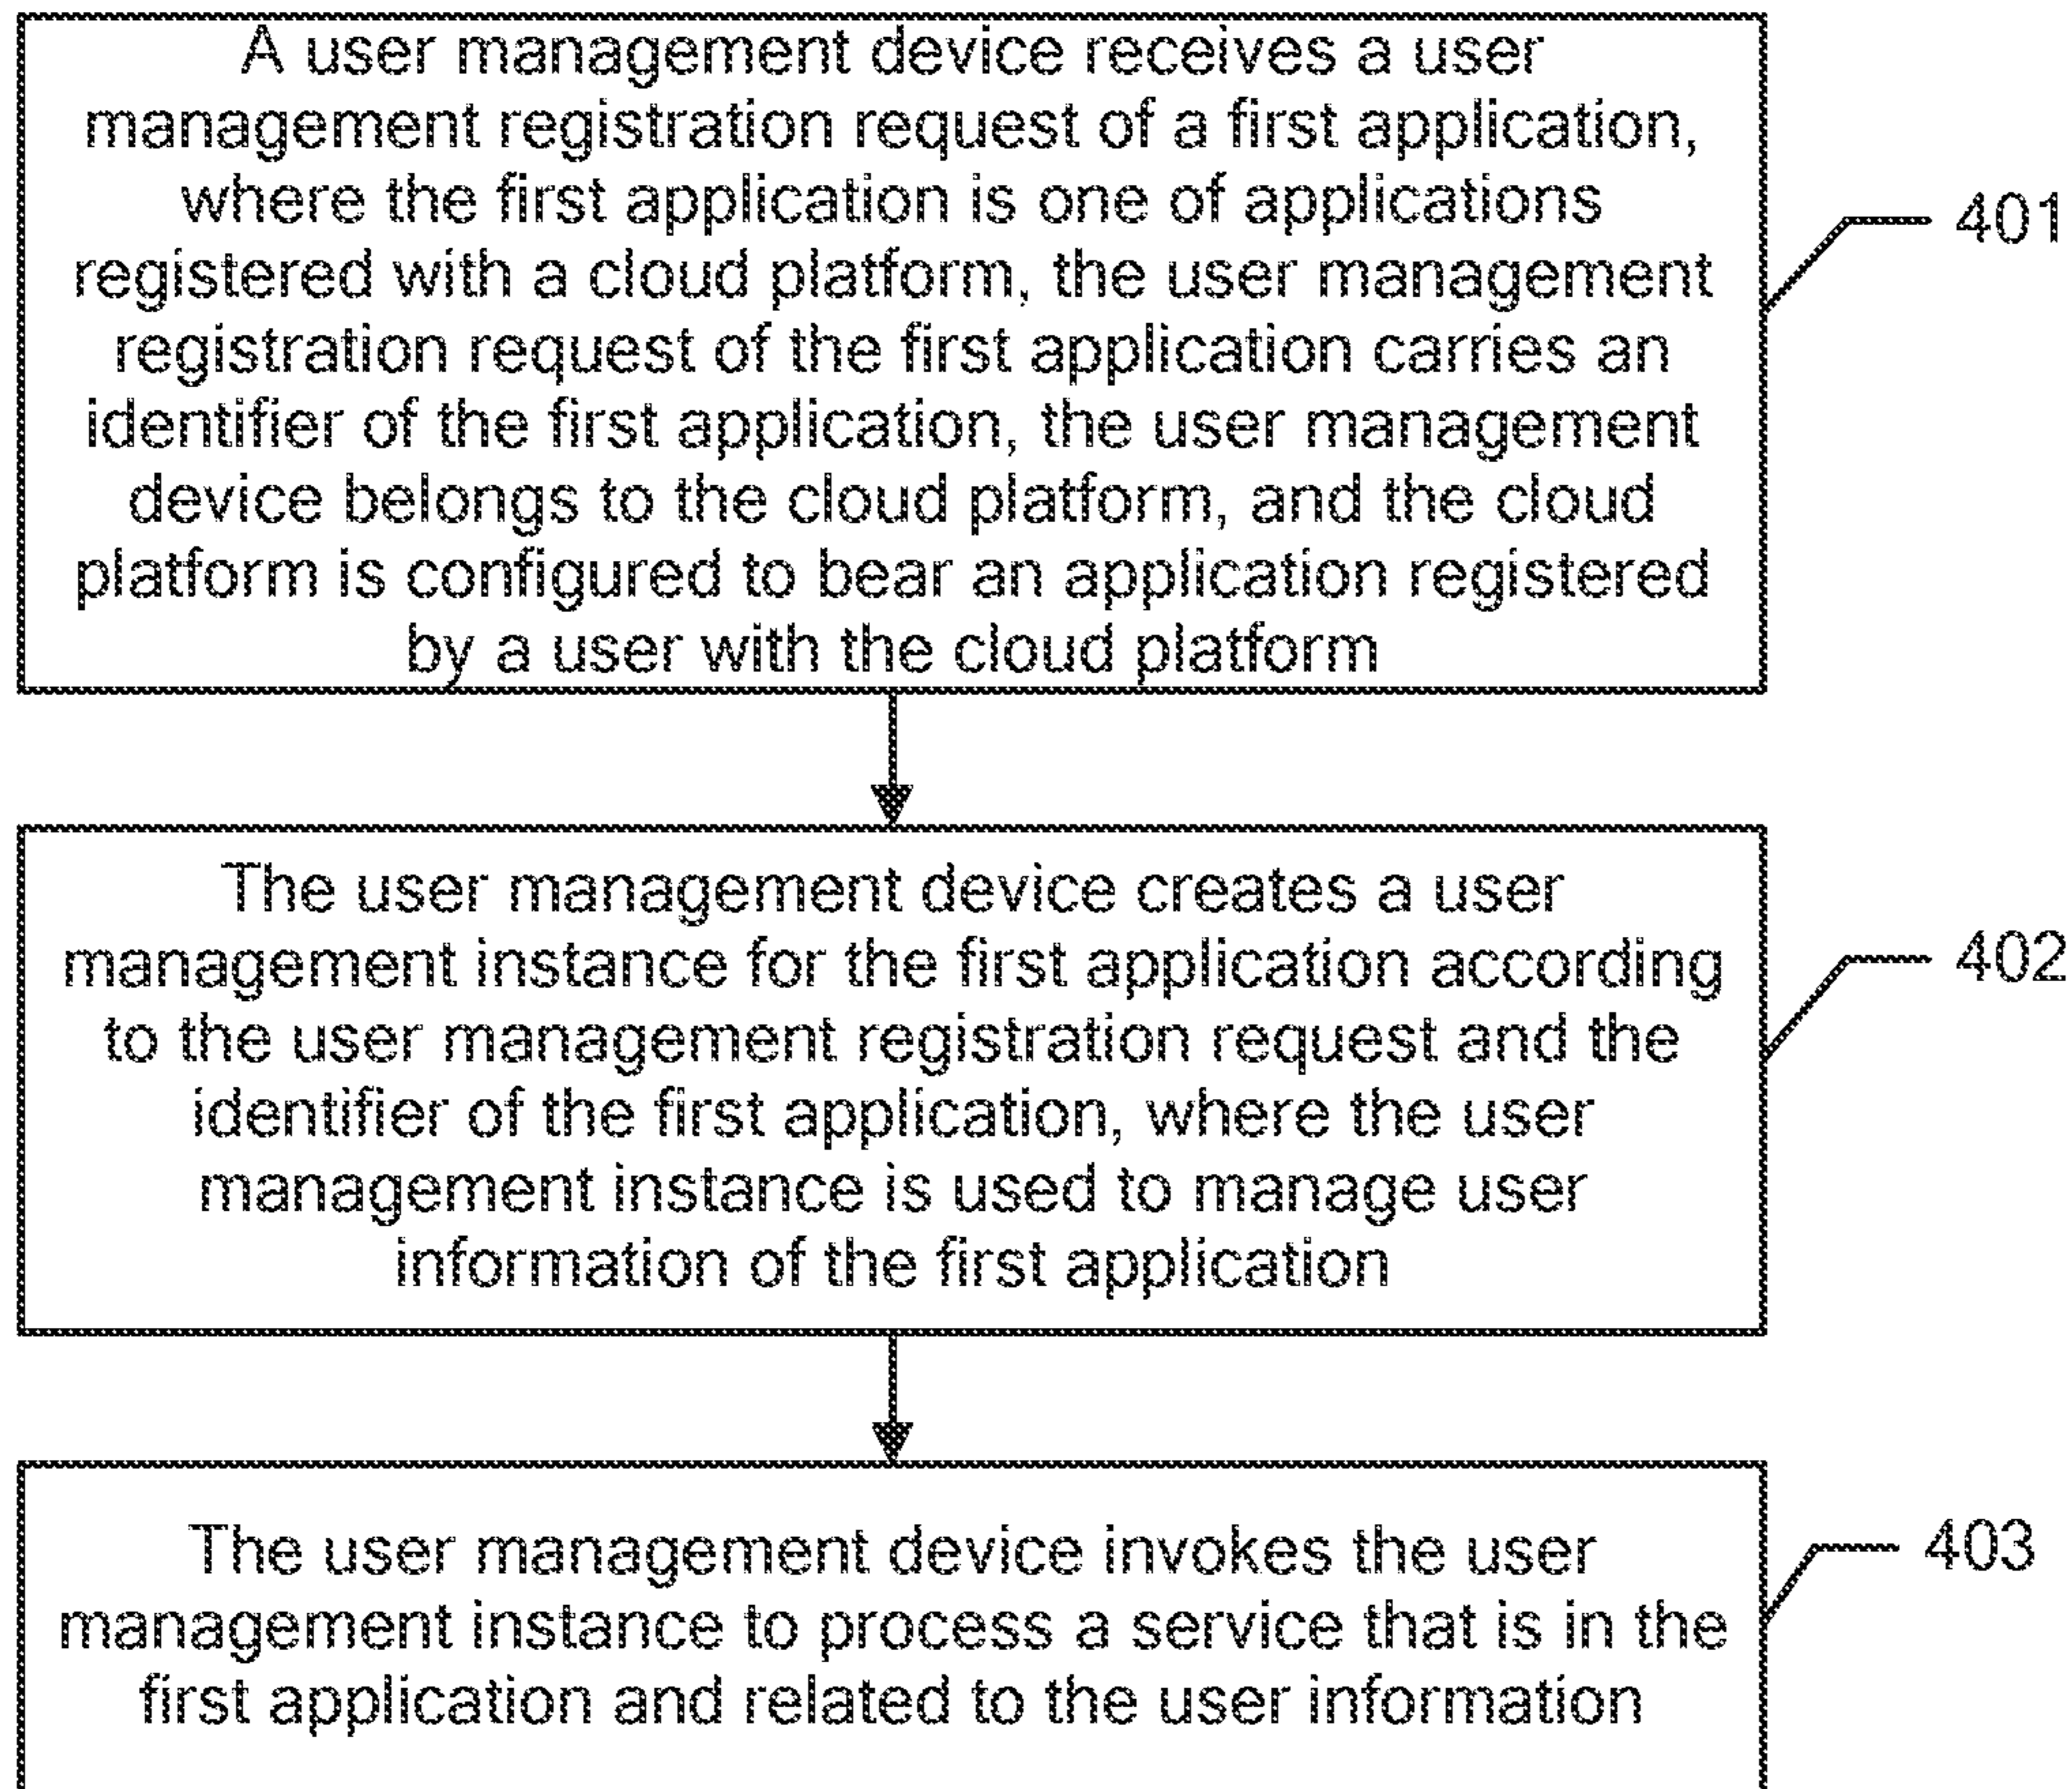 A user management device receives a user
management registration request of a first application,
where the first application is one of applications
registered with a cloud platform, the user management
registration request of the first application carries an
identifier of the first application, the user management
device belongs to the cloud platform, and the cloud
platform is configured to bear an application registered
by a user with the cloud platform
401
The user management device creates a user
management instance for the first application according
to the user management registration request and the
identifier of the first application, where the user
management instance is used to manage user
information of the first application
402
The user management device invokes the user
management instance to process a service that is in the
first application and related to the user information
403